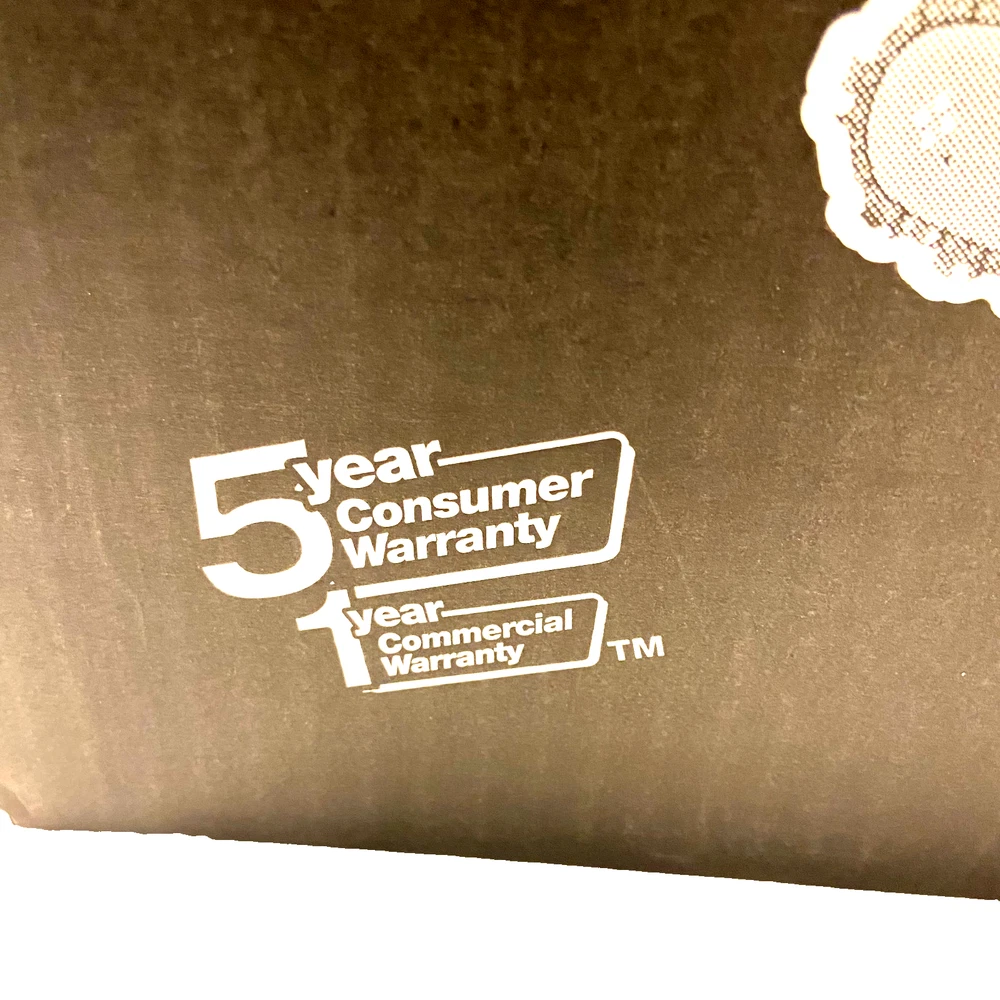 5 year
Consumer
Warranty
1 year
Commercial
Warranty TM